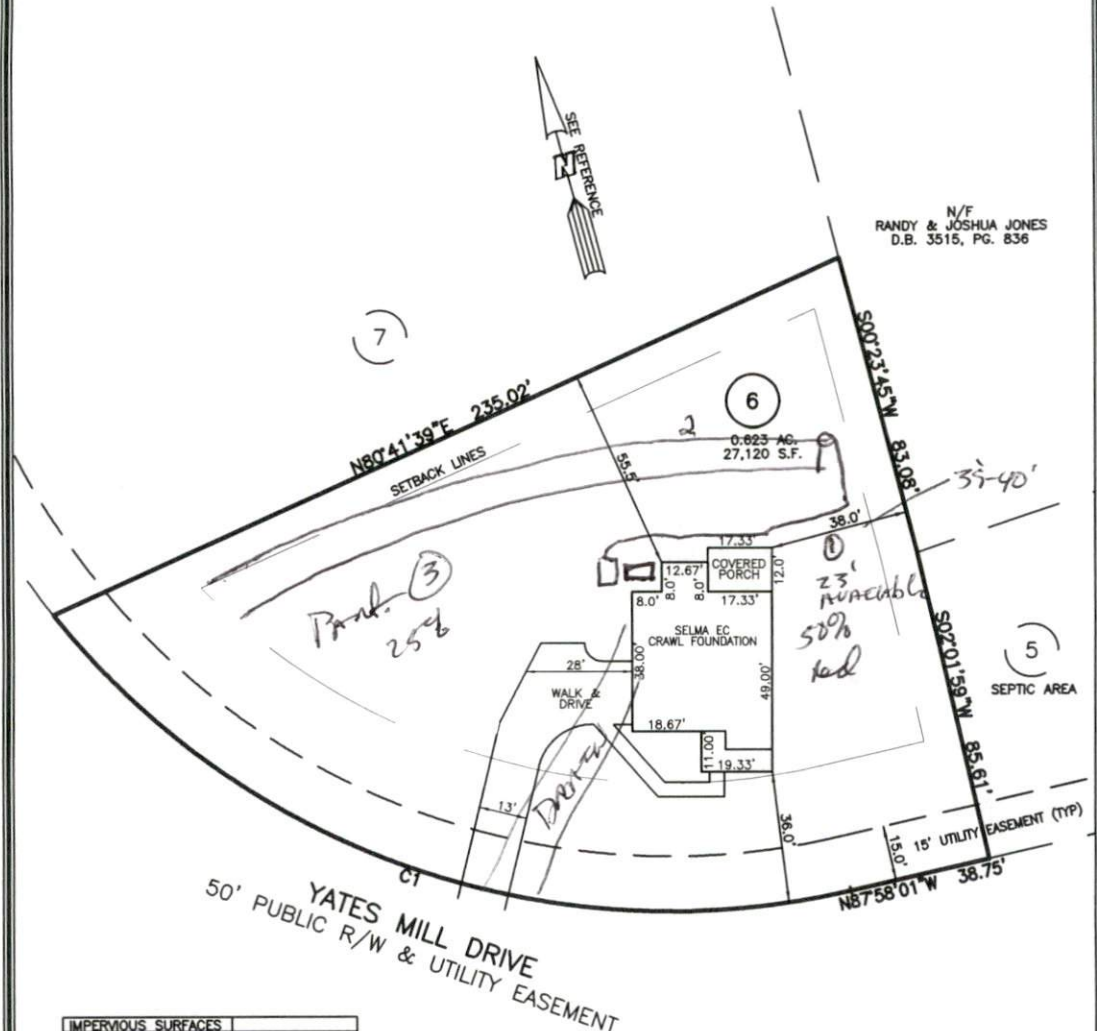 SEE REFERENCE
N
N/F
RANDY & JOSHUA JONES
D.B. 3515, PG. 836
7
N80°41'39"E 235.02'
SETBACK LINES
6
0.623 AC.
27,120 S.F.
2
55.5'
S00°23'45"W 83.08'
35-40'
38.0'
17.33'
COVERED
PORCH
12.0'
12.67'
8.0'
8.0'
8.0'
17.33'
1
23'
AVAILABLE
50%
3
25%
SELMA EC
CRAWL FOUNDATION
38.00'
49.00'
28'
WALK &
DRIVE
18.67'
11.00'
19.33'
13'
36.0'
S02°01'59"W 85.61'
5
SEPTIC AREA
15.0'
15' UTILITY EASEMENT (TYP)
N87°58'01"W 38.75'
C1
YATES MILL DRIVE
50' PUBLIC R/W & UTILITY EASEMENT
IMPERVIOUS SURFACES